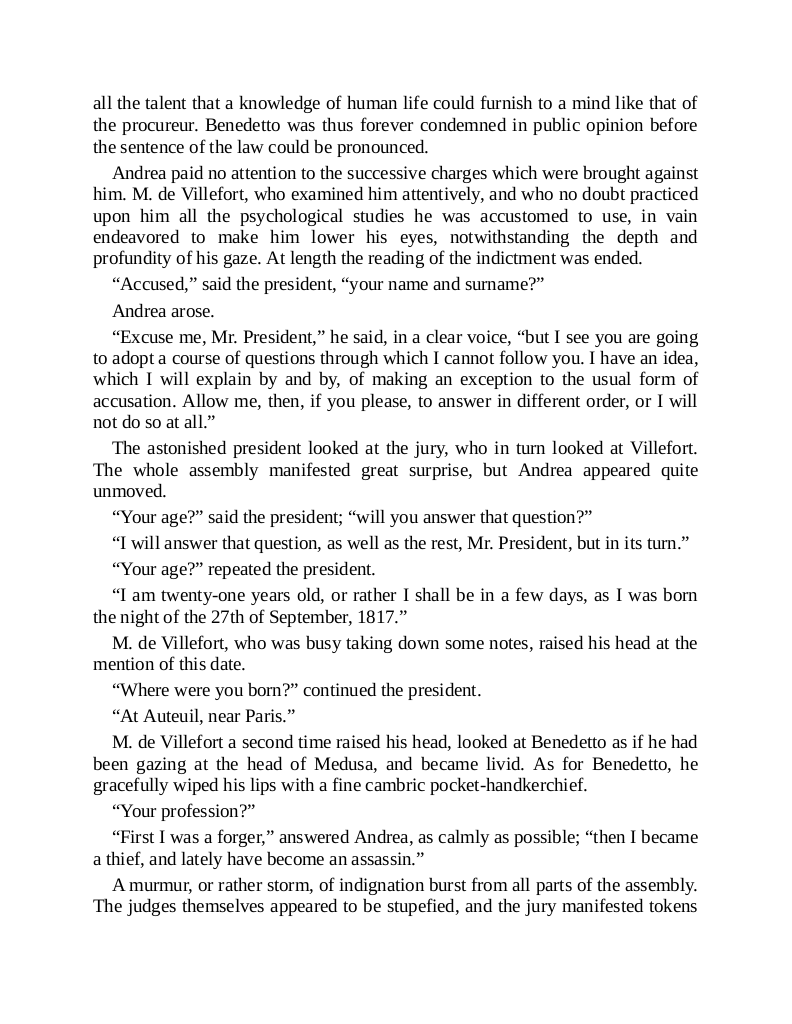 all the talent that a knowledge of human life could furnish to a mind like that of
the procureur. Benedetto was thus forever condemned in public opinion before
the sentence of the law could be pronounced.
Andrea paid no attention to the successive charges which were brought against
him. M. de Villefort, who examined him attentively, and who no doubt practiced
upon him all the psychological studies he was accustomed to use, in vain
endeavored to make him lower his eyes, notwithstanding the depth and
profundity of his gaze. At length the reading of the indictment was ended.
“Accused,” said the president, “your name and surname?”
Andrea arose.
“Excuse me, Mr. President,” he said, in a clear voice, “but I see you are going
to adopt a course of questions through which I cannot follow you. I have an idea,
which I will explain by and by, of making an exception to the usual form of
accusation. Allow me, then, if you please, to answer in different order, or I will
not do so at all.”
The astonished president looked at the jury, who in turn looked at Villefort.
The whole assembly manifested great surprise, but Andrea appeared quite
unmoved.
“Your age?” said the president; “will you answer that question?”
“I will answer that question, as well as the rest, Mr. President, but in its turn.”
“Your age?” repeated the president.
“I am twenty-one years old, or rather I shall be in a few days, as I was born
the night of the 27th of September, 1817.”
M. de Villefort, who was busy taking down some notes, raised his head at the
mention of this date.
“Where were you born?” continued the president.
“At Auteuil, near Paris.”
M. de Villefort a second time raised his head, looked at Benedetto as if he had
been gazing at the head of Medusa, and became livid. As for Benedetto, he
gracefully wiped his lips with a fine cambric pocket-handkerchief.
“Your profession?”
“First I was a forger,” answered Andrea, as calmly as possible; “then I became
a thief, and lately have become an assassin.”
A murmur, or rather storm, of indignation burst from all parts of the assembly.
The judges themselves appeared to be stupefied, and the jury manifested tokens